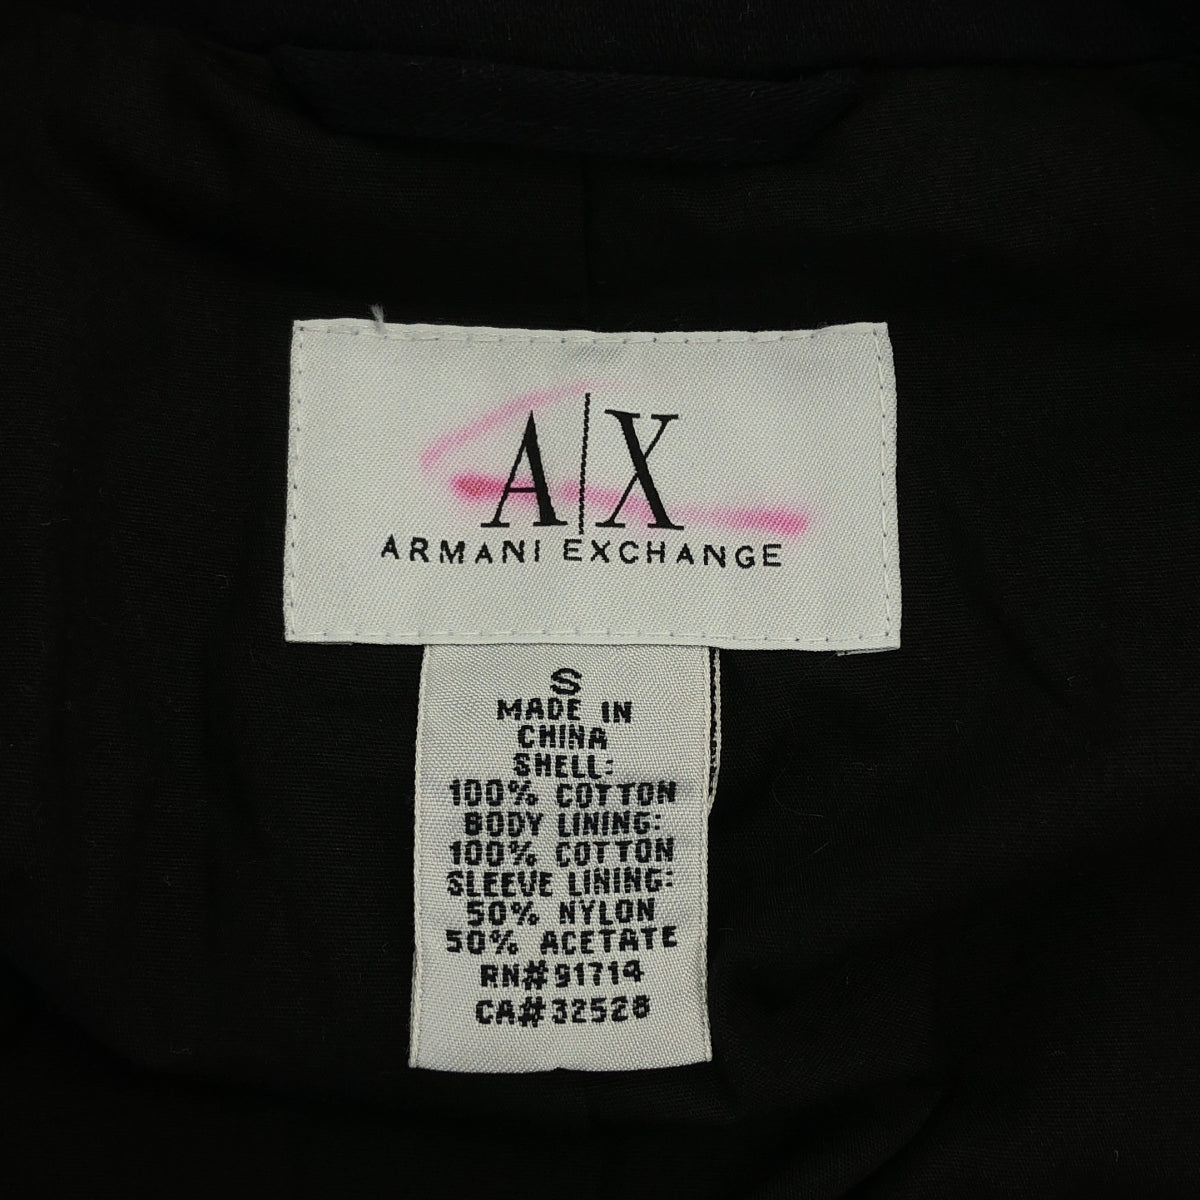 A|X
ARMANI EXCHANGE
S
MADE IN
CHINA
SHELL:
100% COTTON
BODY LINING:
100% COTTON
SLEEVE LINING:
50% NYLON
50% ACETATE
RN#91714
CA#32528